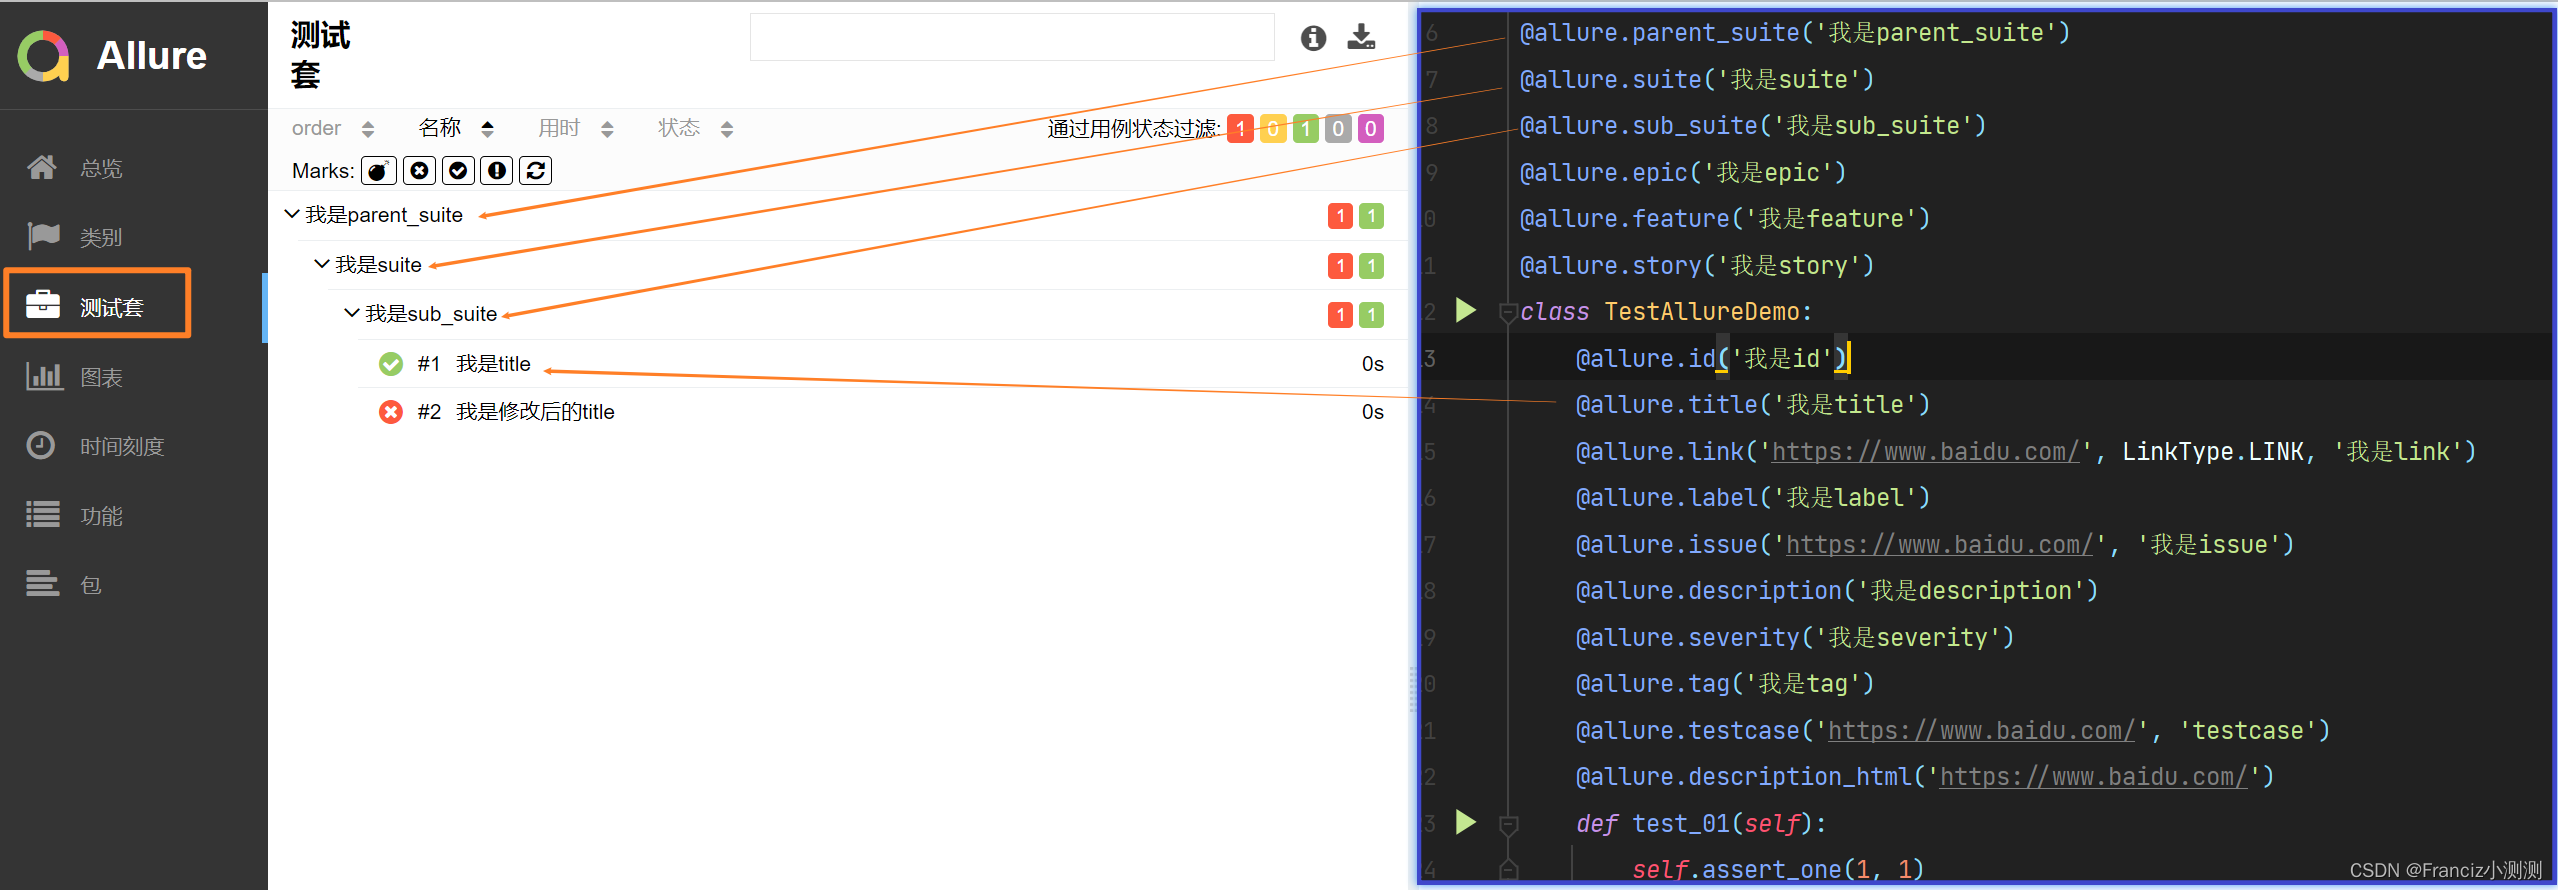 Allure
总览
类别
测试套
图表
时间刻度
功能
包
测试
套
order 名称 用时 状态 通过用例状态过滤: 1 0 1 0 0
Marks:
我是parent_suite 1 1
我是suite 1 1
我是sub_suite 1 1
#1 我是title 0s
#2 我是修改后的title 0s
6 @allure.parent_suite('我是parent_suite')
7 @allure.suite('我是suite')
8 @allure.sub_suite('我是sub_suite')
9 @allure.epic('我是epic')
0 @allure.feature('我是feature')
1 @allure.story('我是story')
2 class TestAllureDemo:
3 @allure.id('我是id')
4 @allure.title('我是title')
5 @allure.link('https://www.baidu.com/', LinkType.LINK, '我是link')
6 @allure.label('我是label')
7 @allure.issue('https://www.baidu.com/', '我是issue')
8 @allure.description('我是description')
9 @allure.severity('我是severity')
0 @allure.tag('我是tag')
1 @allure.testcase('https://www.baidu.com/', 'testcase')
2 @allure.description_html('https://www.baidu.com/')
3 def test_01(self):
4 self.assert_one(1, 1)
CSDN @Franciz小测测